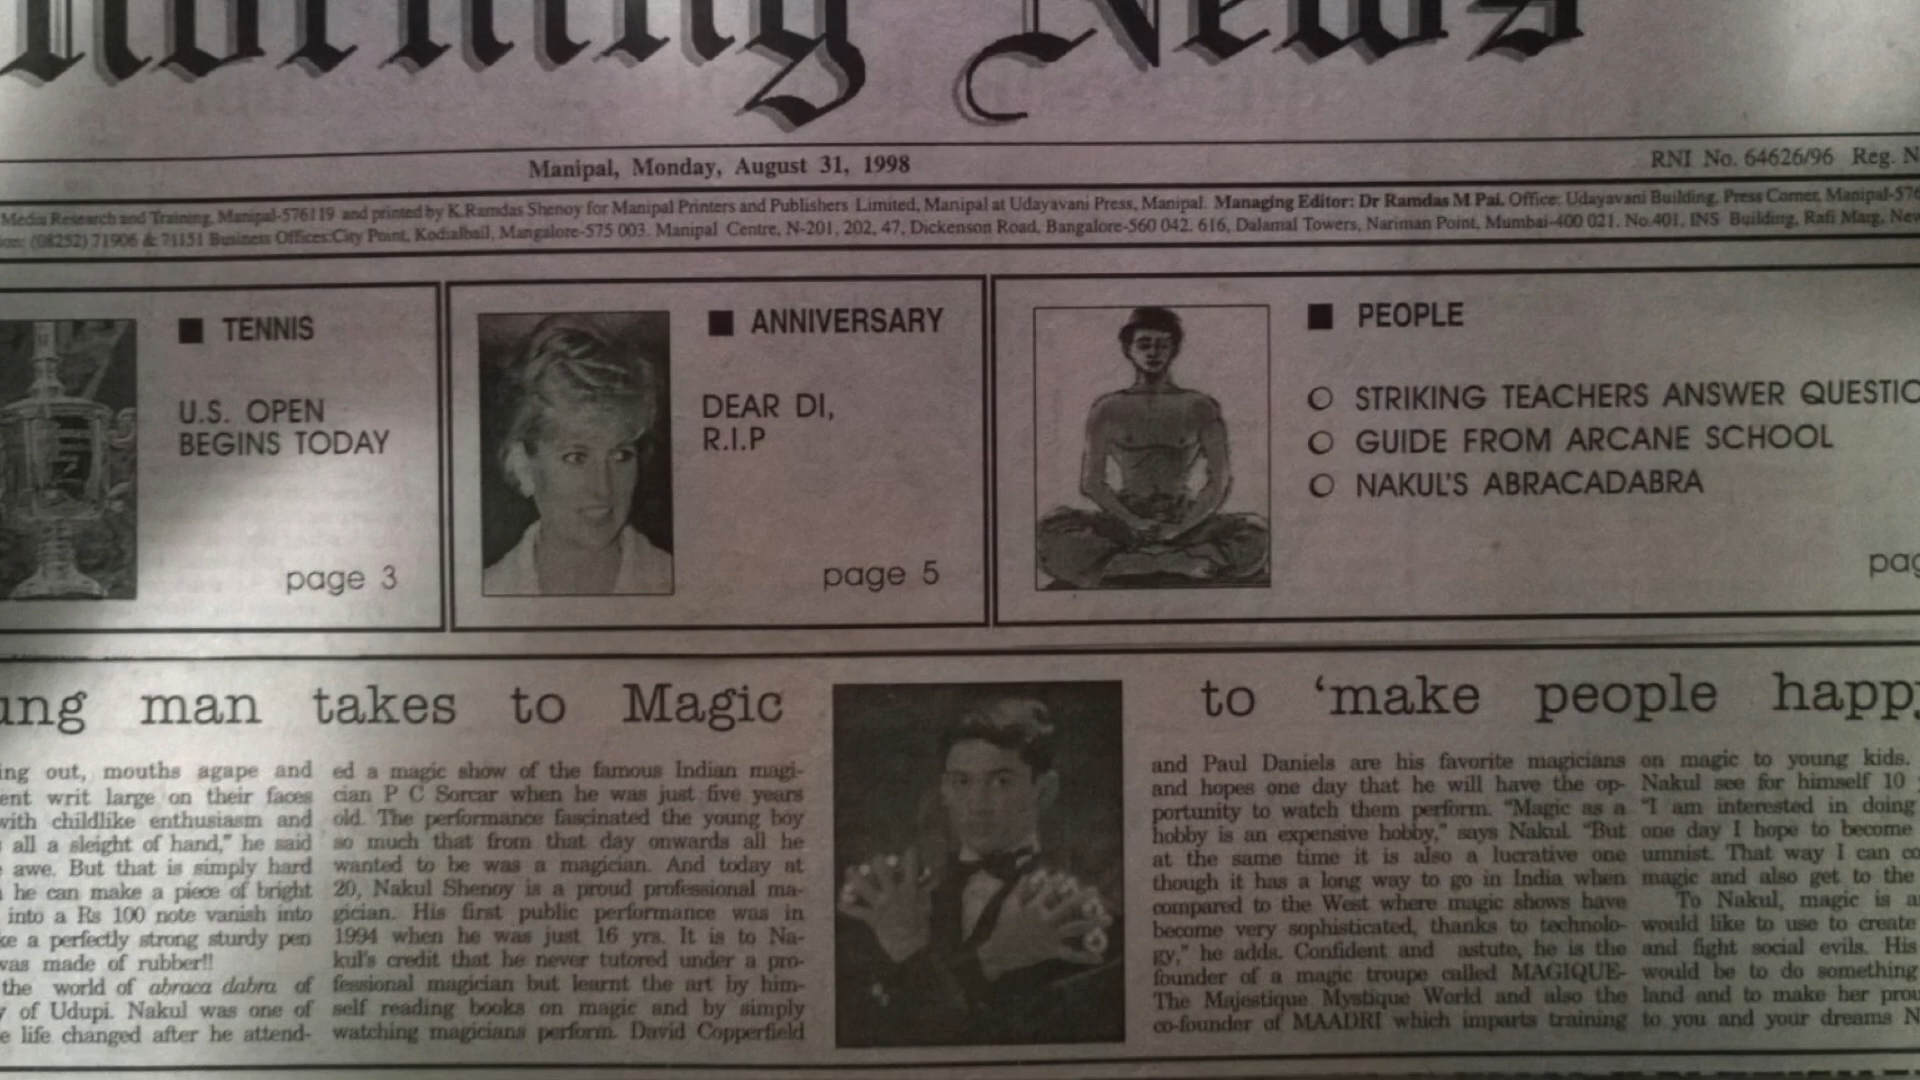 Morning News
Manipal, Monday, August 31, 1998
RNI No. 64626/96 Reg. N
Media Research and Training, Manipal-576119 and printed by K.Ramdas Shenoy for Manipal Printers and Publishers Limited, Manipal at Udayavani Press, Manipal. Managing Editor: Dr Ramdas M Pai. Office: Udayavani Building, Press Corner, Manipal-576
(08252) 71906 & 71151 Business Offices:City Point, Kodialbail, Mangalore-575 003. Manipal Centre, N-201, 202, 47, Dickenson Road, Bangalore-560 042. 616, Dalamal Towers, Nariman Point, Mumbai-400 021. No.401, INS Building, Rafi Marg, New
■ TENNIS
U.S. OPEN
BEGINS TODAY
page 3
■ ANNIVERSARY
DEAR DI,
R.I.P
page 5
■ PEOPLE
○ STRIKING TEACHERS ANSWER QUESTIO
○ GUIDE FROM ARCANE SCHOOL
○ NAKUL'S ABRACADABRA
pag
ung man takes to Magic
to 'make people happy
ing out, mouths agape and
ent writ large on their faces
with childlike enthusiasm and
all a sleight of hand," he said
awe. But that is simply hard
he can make a piece of bright
into a Rs 100 note vanish into
ke a perfectly strong sturdy pen
was made of rubber!!
the world of abraca dabra of
of Udupi. Nakul was one of
e life changed after he attend-
ed a magic show of the famous Indian magi-
cian P C Sorcar when he was just five years
old. The performance fascinated the young boy
so much that from that day onwards all he
wanted to be was a magician. And today at
20, Nakul Shenoy is a proud professional ma-
gician. His first public performance was in
1994 when he was just 16 yrs. It is to Na-
kul's credit that he never tutored under a pro-
fessional magician but learnt the art by him-
self reading books on magic and by simply
watching magicians perform. David Copperfield
and Paul Daniels are his favorite magicians
and hopes one day that he will have the op-
portunity to watch them perform. "Magic as a
hobby is an expensive hobby," says Nakul. "But
at the same time it is also a lucrative one
though it has a long way to go in India when
compared to the West where magic shows have
become very sophisticated, thanks to technolo-
gy," he adds. Confident and astute, he is the
founder of a magic troupe called MAGIQUE-
The Majestique Mystique World and also the
co-founder of MAADRI which imparts training
on magic to young kids.
Nakul see for himself 10
"I am interested in doing
one day I hope to become
umnist. That way I can co
magic and also get to the
To Nakul, magic is a
would like to use to create
and fight social evils. His
would be to do something
land and to make her prou
to you and your dreams N